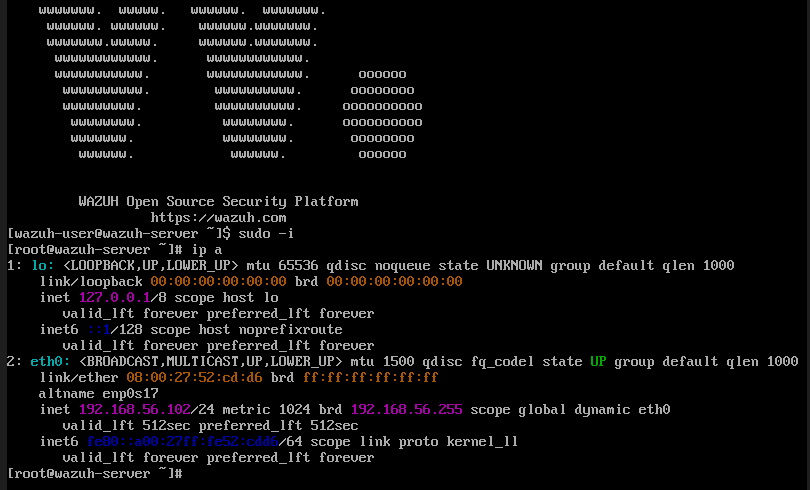 wwwwwww.  wwwww.   wwwwww.  wwwwwww.
wwwwww. wwwwww.    wwwwww.wwwwwww.
wwwwwww.wwwww.     wwwwww.wwwwww.
wwwwwwwwwwww.      wwwwwwwwwwww.
wwwwwwwwwww.       wwwwwwwwwww.      oooooo
wwwwwwwwww.        wwwwwwwwww.      oooooooo
wwwwwwwww.         wwwwwwwww.     oooooooooo
wwwwwwww.          wwwwwwww.      oooooooooo
wwwwwww.           wwwwwwww.       oooooooo
wwwwww.            wwwwww.         oooooo
WAZUH Open Source Security Platform
https://wazuh.com
[wazuh-user@wazuh-server ~]$ sudo -i
[root@wazuh-server ~]# ip a
1: lo: <LOOPBACK,UP,LOWER_UP> mtu 65536 qdisc noqueue state UNKNOWN group default qlen 1000
link/loopback 00:00:00:00:00:00 brd 00:00:00:00:00:00
inet 127.0.0.1/8 scope host lo
valid_lft forever preferred_lft forever
inet6 ::1/128 scope host noprefixroute
valid_lft forever preferred_lft forever
2: eth0: <BROADCAST,MULTICAST,UP,LOWER_UP> mtu 1500 qdisc fq_codel state UP group default qlen 1000
link/ether 08:00:27:52:cd:d6 brd ff:ff:ff:ff:ff:ff
altname enp0s17
inet 192.168.56.102/24 metric 1024 brd 192.168.56.255 scope global dynamic eth0
valid_lft 512sec preferred_lft 512sec
inet6 fe80::a00:27ff:fe52:cdd6/64 scope link proto kernel_ll
valid_lft forever preferred_lft forever
[root@wazuh-server ~]#